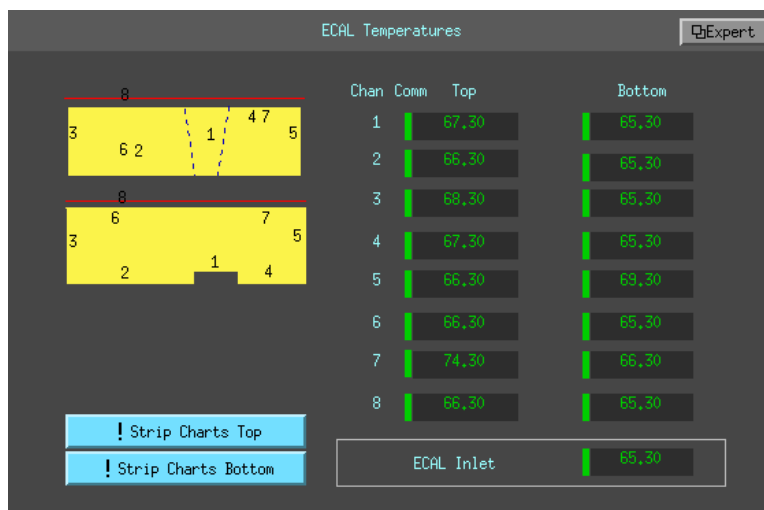 ECAL Temperatures
Expert
8
3 6 2 1 4 7 5
8
3 6 2 1 7 4 5
Chan Comm Top Bottom
1 67.30 65.30
2 66.30 65.30
3 68.30 65.30
4 67.30 65.30
5 66.30 69.30
6 66.30 65.30
7 74.30 66.30
8 66.30 65.30
! Strip Charts Top
! Strip Charts Bottom
ECAL Inlet 65.30